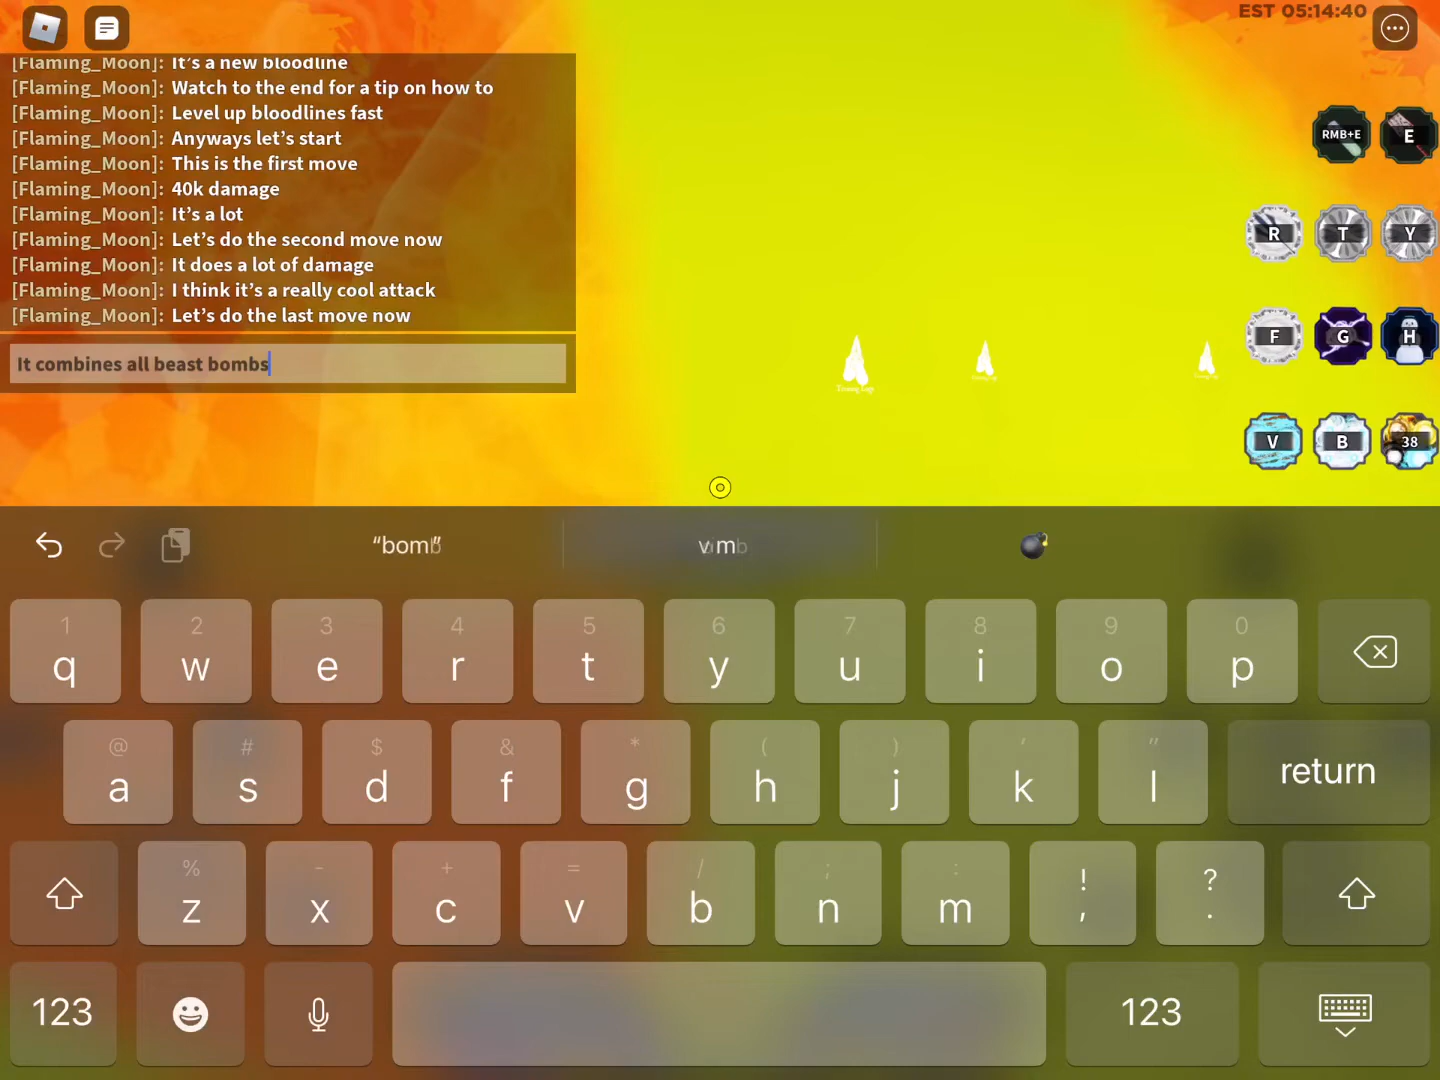 EST 05:14:40
[Flaming_Moon]: It's a new bloodline
[Flaming_Moon]: Watch to the end for a tip on how to
[Flaming_Moon]: Level up bloodlines fast
[Flaming_Moon]: Anyways let's start
[Flaming_Moon]: This is the first move
[Flaming_Moon]: 40k damage
[Flaming_Moon]: It's a lot
[Flaming_Moon]: Let's do the second move now
[Flaming_Moon]: It does a lot of damage
[Flaming_Moon]: I think it's a really cool attack
[Flaming_Moon]: Let's do the last move now
It combines all beast bombs
RMB+E E
R T Y
F G H
V B 38
1 2 3 4 5 6 7 8 9 0
q w e r t y u i o p
@ # $ & * ( ) ' "
a s d f g h j k l return
% - + = / ; : ! ?
z x c v b n m , .
123 123